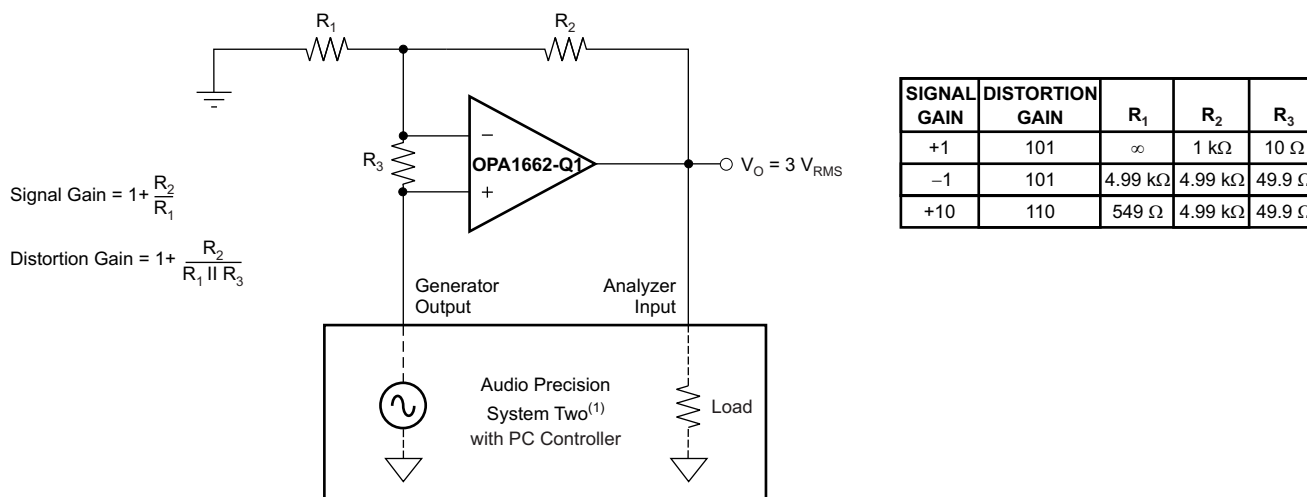 R1
R2
R3
−
+
OPA1662-Q1
VO = 3 VRMS
Signal Gain = 1+ R2
R1
Distortion Gain = 1+ R2
R1 II R3
Generator
Output
Analyzer
Input
Audio Precision
System Two(1)
with PC Controller
Load
SIGNAL GAIN DISTORTION GAIN R1 R2 R3
+1 101 ∞ 1 kΩ 10 Ω
−1 101 4.99 kΩ 4.99 kΩ 49.9 Ω
+10 110 549 Ω 4.99 kΩ 49.9 Ω